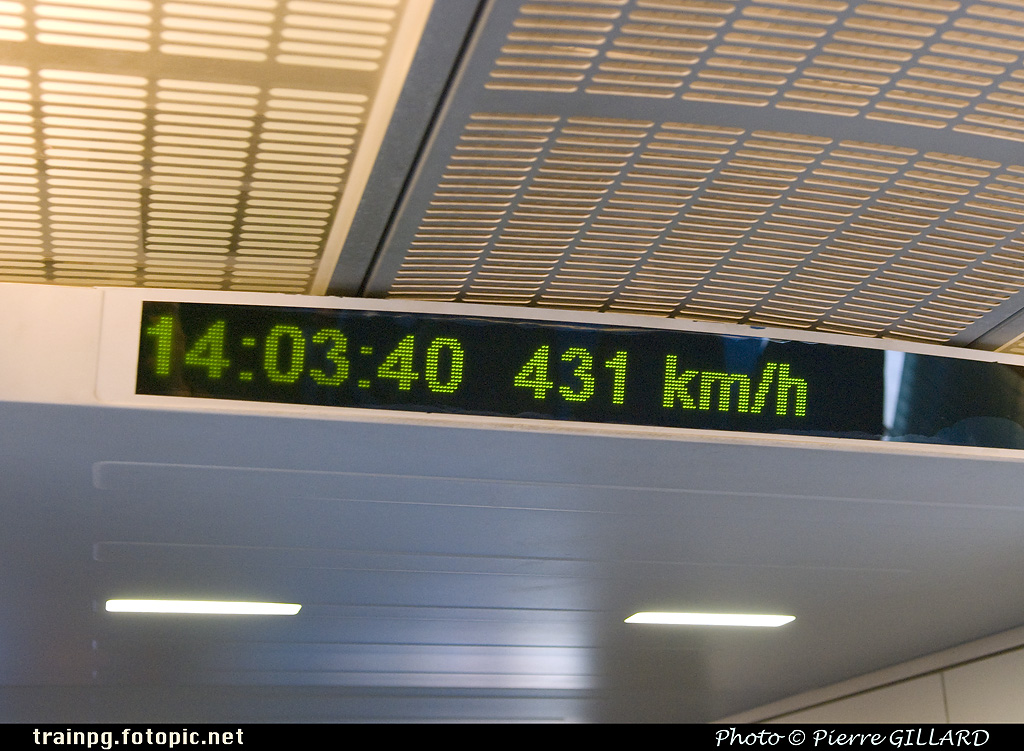 14:03:40 431 km/h
trainpg.fotopic.net
Photo © Pierre GILLARD